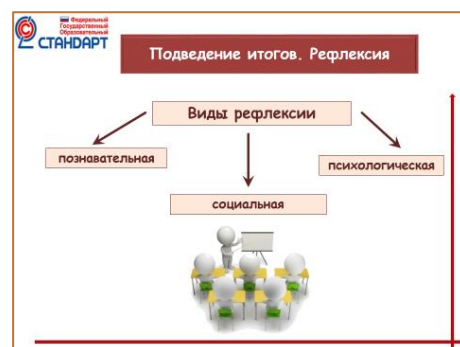 Федеральный
Государственный
Образовательный
СТАНДАРТ
Подведение итогов. Рефлексия
Виды рефлексии
познавательная
психологическая
социальная